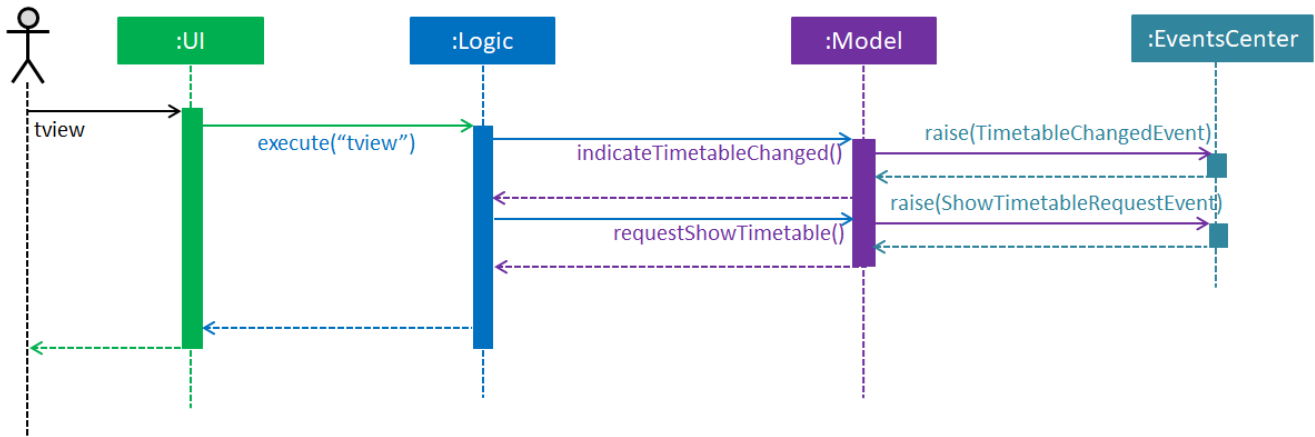 :UI
:Logic
:Model
:EventsCenter
tview
execute(“tview”)
indicateTimetableChanged()
raise(TimetableChangedEvent)
raise(ShowTimetableRequestEvent)
requestShowTimetable()